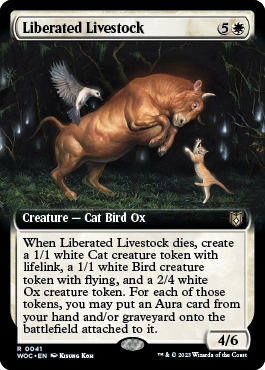 Liberated Livestock 5
Creature — Cat Bird Ox
When Liberated Livestock dies, create
a 1/1 white Cat creature token with
lifelink, a 1/1 white Bird creature
token with flying, and a 2/4 white
Ox creature token. For each of those
tokens, you may put an Aura card from
your hand and/or graveyard onto the
battlefield attached to it.
4/6
R 0041
WOC • EN Kisung Koh
™ & © 2023 Wizards of the Coast